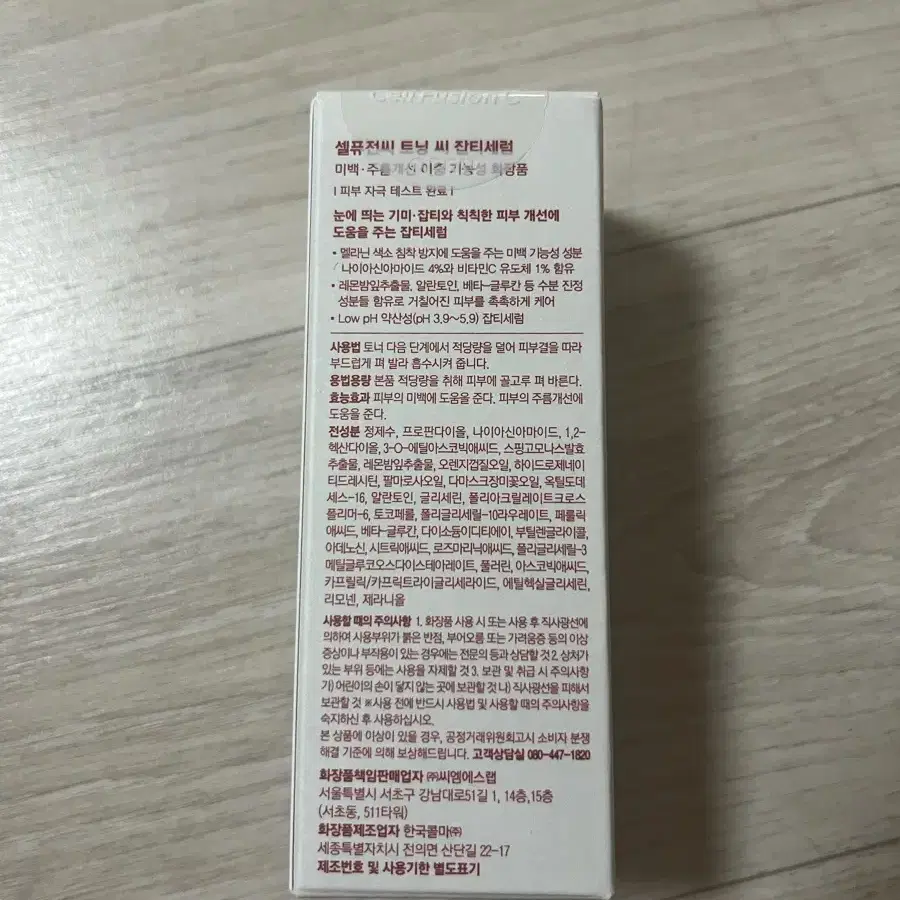 Cell Fusion C
셀퓨전씨 토닝 씨 잡티세럼
미백·주름개선 이중 기능성 화장품
I 피부 자극 테스트 완료 I
눈에 띄는 기미·잡티와 칙칙한 피부 개선에
도움을 주는 잡티세럼
• 멜라닌 색소 침착 방지에 도움을 주는 미백 기능성 성분
나이아신아마이드 4%와 비타민C 유도체 1% 함유
• 레몬밤잎추출물, 알란토인, 베타-글루칸 등 수분 진정
성분들 함유로 거칠어진 피부를 촉촉하게 케어
• Low pH 약산성(pH 3.9~5.9) 잡티세럼
사용법 토너 다음 단계에서 적당량을 덜어 피부결을 따라
부드럽게 펴 발라 흡수시켜 줍니다.
용법용량 본품 적당량을 취해 피부에 골고루 펴 바른다.
효능효과 피부의 미백에 도움을 준다. 피부의 주름개선에
도움을 준다.
전성분 정제수, 프로판다이올, 나이아신아마이드, 1,2-
헥산다이올, 3-O-에틸아스코빅애씨드, 스핑고모나스발효
추출물, 레몬밤잎추출물, 오렌지껍질오일, 하이드로제네이
티드레시틴, 팔마로사오일, 다마스크장미꽃오일, 옥틸도데
세스-16, 알란토인, 글리세린, 폴리아크릴레이트크로스
폴리머-6, 토코페롤, 폴리글리세릴-10라우레이트, 페룰릭
애씨드, 베타-글루칸, 다이소듐이디티에이, 부틸렌글라이콜,
아데노신, 시트릭애씨드, 로즈마리닉애씨드, 폴리글리세릴-3
메틸글루코오스다이스테아레이트, 풀러린, 아스코빅애씨드,
카프릴릭/카프릭트라이글리세라이드, 에틸헥실글리세린,
리모넨, 제라니올
사용할 때의 주의사항 1. 화장품 사용 시 또는 사용 후 직사광선에
의하여 사용부위가 붉은 반점, 부어오름 또는 가려움증 등의 이상
증상이나 부작용이 있는 경우에는 전문의 등과 상담할 것 2. 상처가
있는 부위 등에는 사용을 자제할 것 3. 보관 및 취급 시 주의사항
가) 어린이의 손이 닿지 않는 곳에 보관할 것 나) 직사광선을 피해서
보관할 것 ※사용 전에 반드시 사용법 및 사용할 때의 주의사항을
숙지하신 후 사용하십시오.
본 상품에 이상이 있을 경우, 공정거래위원회고시 소비자 분쟁
해결 기준에 의해 보상해드립니다. 고객상담실 080-447-1820
화장품책임판매업자 ㈜씨엠에스랩
서울특별시 서초구 강남대로51길 1, 14층,15층
(서초동, 511타워)
화장품제조업자 한국콜마㈜
세종특별자치시 전의면 산단길 22-17
제조번호 및 사용기한 별도표기